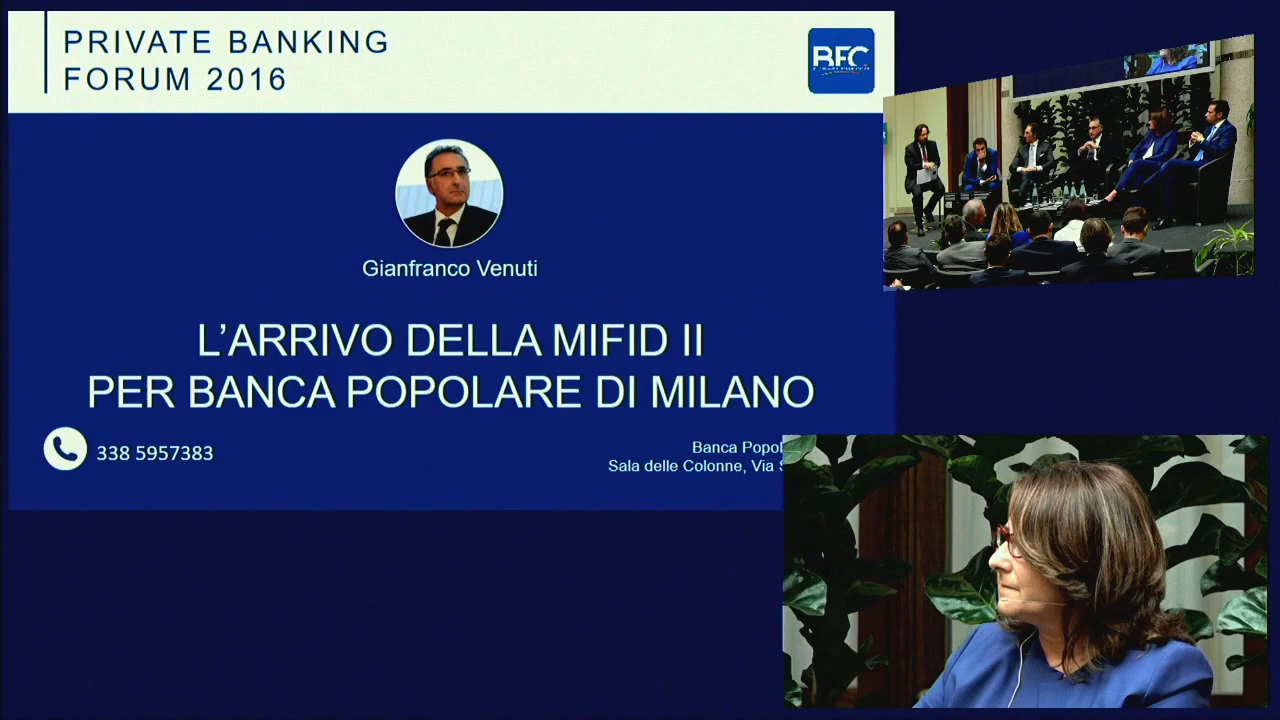 PRIVATE BANKING
FORUM 2016
BFC
Gianfranco Venuti
L'ARRIVO DELLA MIFID II
PER BANCA POPOLARE DI MILANO
338 5957383
Banca Popol
Sala delle Colonne, Via S